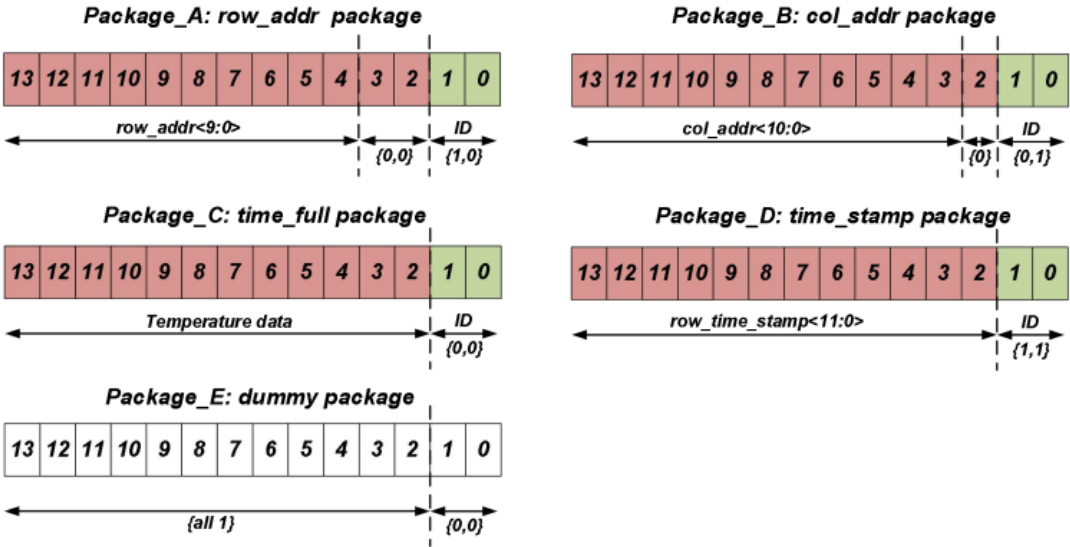 Package_A: row_addr package
13 12 11 10 9 8 7 6 5 4 3 2 1 0
row_addr<9:0>
{0,0}
ID
{1,0}
Package_B: col_addr package
13 12 11 10 9 8 7 6 5 4 3 2 1 0
col_addr<10:0>
{0}
ID
{0,1}
Package_C: time_full package
13 12 11 10 9 8 7 6 5 4 3 2 1 0
Temperature data
ID
{0,0}
Package_D: time_stamp package
13 12 11 10 9 8 7 6 5 4 3 2 1 0
row_time_stamp<11:0>
ID
{1,1}
Package_E: dummy package
13 12 11 10 9 8 7 6 5 4 3 2 1 0
{all 1}
{0,0}